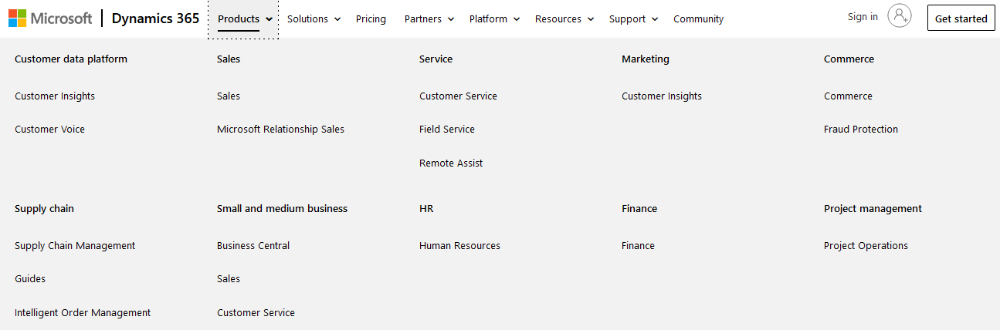 Microsoft Dynamics 365 Products Solutions Pricing Partners Platform Resources Support Community Sign in Get started
Customer data platform Sales Service Marketing Commerce
Customer Insights Sales Customer Service Customer Insights Commerce
Customer Voice Microsoft Relationship Sales Field Service Fraud Protection
Remote Assist
Supply chain Small and medium business HR Finance Project management
Supply Chain Management Business Central Human Resources Finance Project Operations
Guides Sales
Intelligent Order Management Customer Service